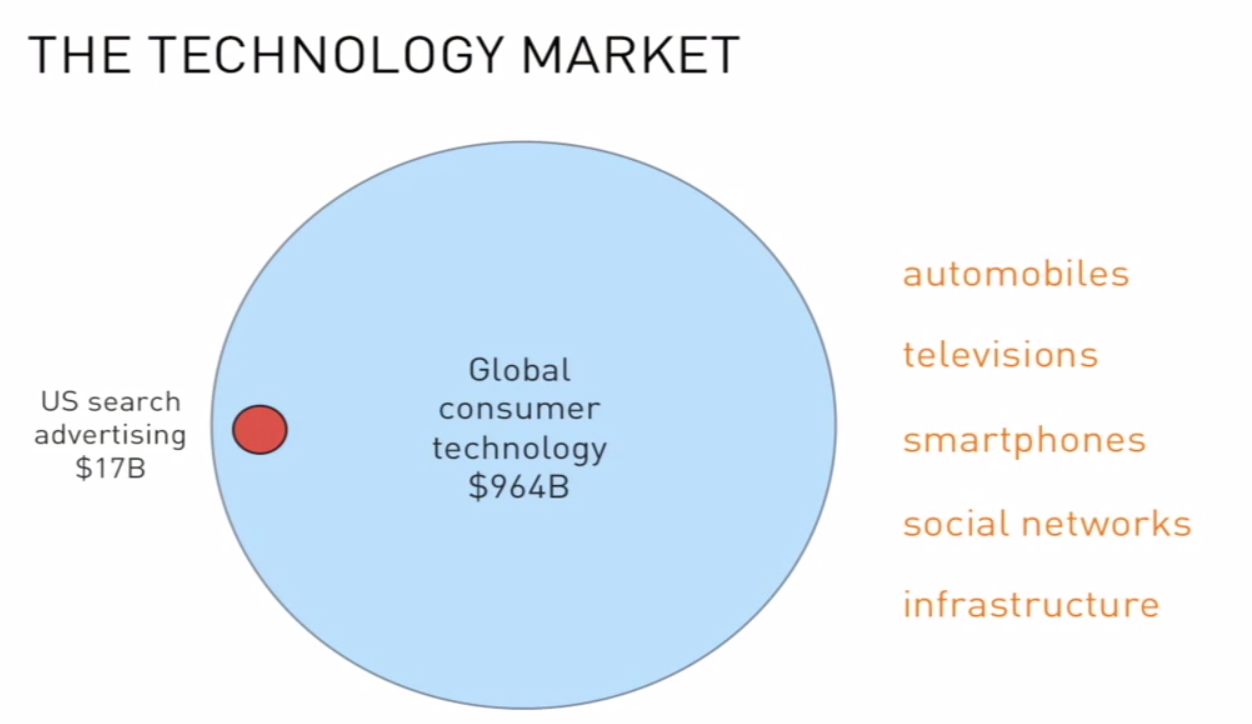 THE TECHNOLOGY MARKET
US search
advertising
$17B
Global
consumer
technology
$964B
automobiles
televisions
smartphones
social networks
infrastructure